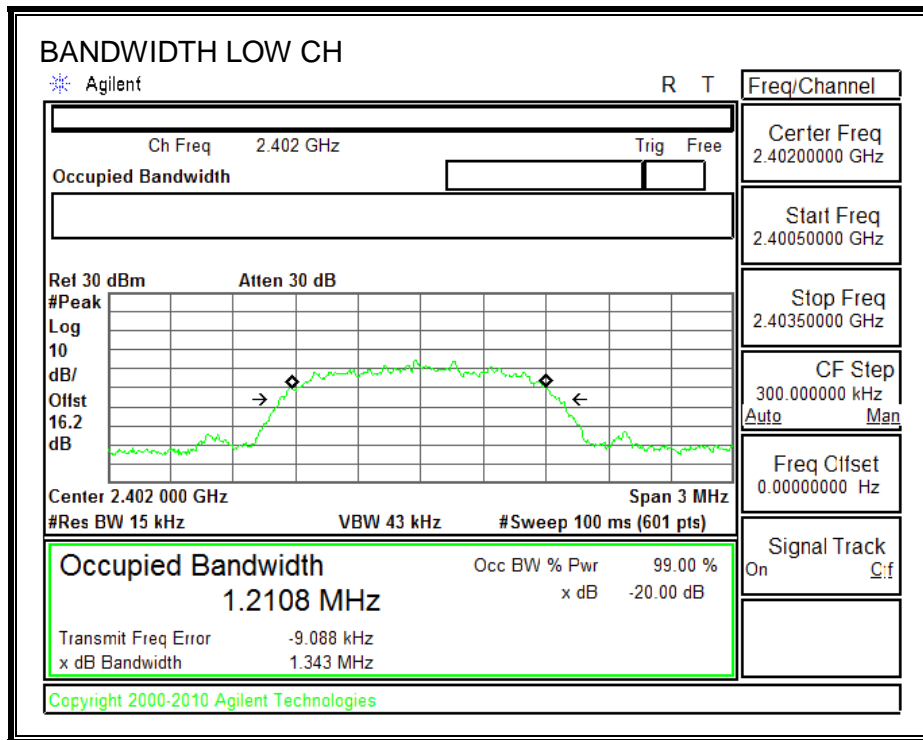 BANDWIDTH LOW CH
Agilent R T
Ch Freq 2.402 GHz Trig Free
Occupied Bandwidth
Ref 30 dBm Atten 30 dB
#Peak
Log
10
dB/
Offst
16.2
dB
Center 2.402 000 GHz Span 3 MHz
#Res BW 15 kHz VBW 43 kHz #Sweep 100 ms (601 pts)
Occupied Bandwidth Occ BW % Pwr 99.00 %
1.2108 MHz x dB -20.00 dB
Transmit Freq Error -9.088 kHz
x dB Bandwidth 1.343 MHz
Copyright 2000-2010 Agilent Technologies
Freq/Channel
Center Freq
2.40200000 GHz
Start Freq
2.40050000 GHz
Stop Freq
2.40350000 GHz
CF Step
300.000000 kHz
Auto Man
Freq Offset
0.00000000 Hz
Signal Track
On Off